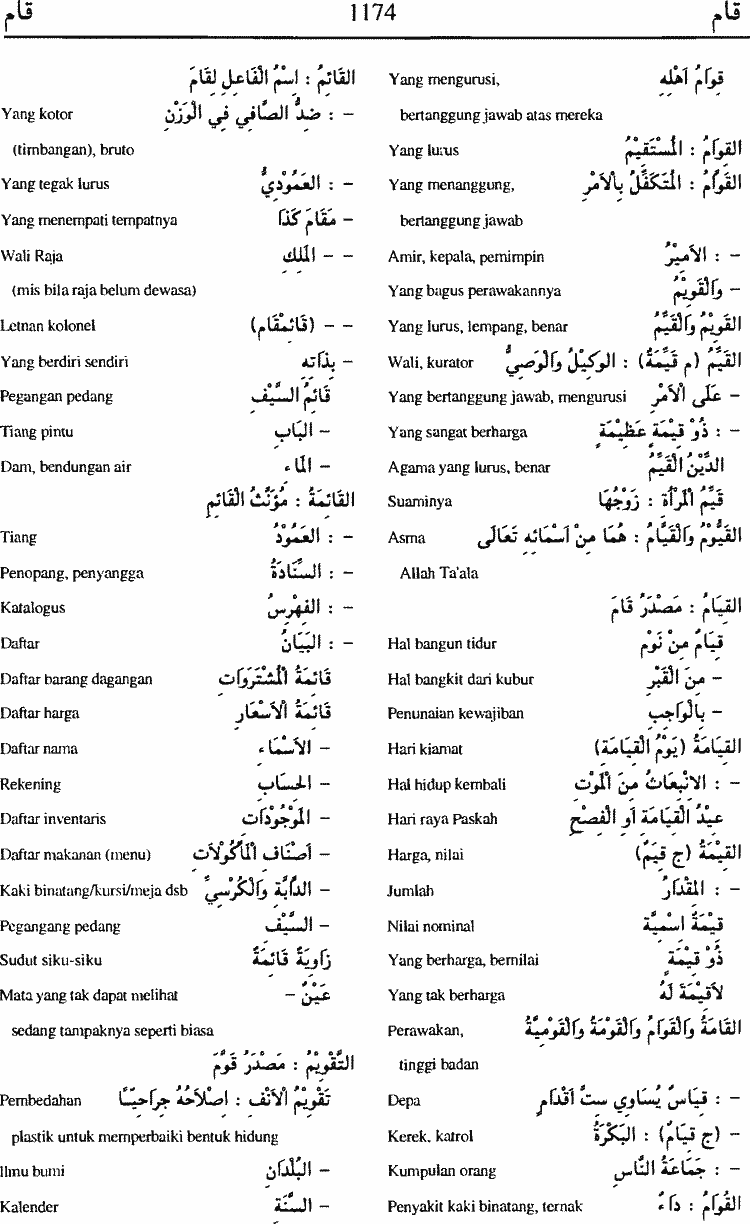 قام 1174 قام
قِوَامُ اَهْلِهِ Yang mengurusi,
bertanggung jawab atas mereka
القَوَامُ : الْمُسْتَقِيْمُ Yang lurus
القَوَّامُ : الْمُتَكَفِّلُ بِالْأَمْرِ Yang menanggung,
bertanggung jawab
- : الأَمِيْرُ Amir, kepala, pemimpin
- وَالْقَوِيْمُ Yang bagus perawakannya
القَوِيْمُ وَالْقَيِّمُ Yang lurus, lempang, benar
القَيِّمُ (م قَيِّمَةٌ) : الْوَكِيْلُ وَالْوَصِيُّ Wali, kurator
- عَلَى الْأَمْرِ Yang bertanggung jawab, mengurusi
- : ذُوْ قِيْمَةٍ عَظِيْمَةٍ Yang sangat berharga
الدِّيْنُ الْقَيِّمُ Agama yang lurus, benar
قَيِّمُ الْمَرْأَةِ : زَوْجُهَا Suaminya
القَيُّوْمُ وَالْقَيَّامُ : هُمَا مِنْ اَسْمَائِهِ تَعَالَى Asma
Allah Ta'ala
القِيَامُ : مَصْدَرُ قَامَ
قِيَامٌ مِنْ نَوْمٍ Hal bangun tidur
- مِنَ الْقَبْرِ Hal bangkit dari kubur
- بِالْوَاجِبِ Penunaian kewajiban
القِيَامَةُ (يَوْمُ الْقِيَامَةِ) Hari kiamat
- : الاِنْبِعَاثُ مِنَ الْمَوْتِ Hal hidup kembali
عِيْدُ الْقِيَامَةِ أَوِ الْفِصْحِ Hari raya Paskah
القِيْمَةُ (ج قِيَمٌ) Harga, nilai
- : الْمِقْدَارُ Jumlah
قِيْمَةٌ اسْمِيَّةٌ Nilai nominal
ذُوْ قِيْمَةٍ Yang berharga, bernilai
لاَقِيْمَةَ لَهُ Yang tak berharga
القَامَةُ وَالْقَوَامُ وَالْقَوْمَةُ وَالْقَوْمِيَّةُ Perawakan,
tinggi badan
- : قِيَاسٌ يُسَاوِي سِتَّ اَقْدَامٍ Depa
- (ج قِيَامٌ) : البَكَرَةُ Kerek, katrol
- : جَمَاعَةُ النَّاسِ Kumpulan orang
القُوَامُ : دَاءٌ Penyakit kaki binatang, ternak
القَائِمُ : اِسْمُ الْفَاعِلِ لِقَامَ
- : ضِدُّ الصَّافِي فِي الْوَزْنِ Yang kotor
(timbangan), bruto
- : العَمُوْدِيُّ Yang tegak lurus
- مَقَامَ كَذَا Yang menempati tempatnya
- - الْمَلِكِ Wali Raja
(mis bila raja belum dewasa)
- - (قَائِمْقَام) Letnan kolonel
- بِذَاتِهِ Yang berdiri sendiri
قَائِمُ السَّيْفِ Pegangan pedang
- الْبَابِ Tiang pintu
- الْمَاءِ Dam, bendungan air
القَائِمَةُ : مُؤَنَّثُ الْقَائِمِ
- : العَمُوْدُ Tiang
- : السِّنَادَةُ Penopang, penyangga
- : الفِهْرِسُ Katalogus
- : البَيَانُ Daftar
قَائِمَةُ الْمُشْتَرَوَاتِ Daftar barang dagangan
قَائِمَةُ الْأَسْعَارِ Daftar harga
- الْأَسْمَاءِ Daftar nama
- الْحِسَابِ Rekening
- الْمَوْجُوْدَاتِ Daftar inventaris
- أَصْنَافِ الْمَأْكُوْلاَتِ Daftar makanan (menu)
- الدَّابَّةِ وَالْكُرْسِيِّ Kaki binatang/kursi/meja dsb
- السَّيْفِ Pegangang pedang
زَاوِيَةٌ قَائِمَةٌ Sudut siku-siku
عَيْنٌ - Mata yang tak dapat melihat
sedang tampaknya seperti biasa
التَّقْوِيْمُ : مَصْدَرُ قَوَّمَ
تَقْوِيْمُ الْأَنْفِ : اِصْلاَحُهُ جِرَاحِيًّا Pembedahan
plastik untuk memperbaiki bentuk hidung
- الْبُلْدَانِ Ilmu bumi
- السَّنَةِ Kalender